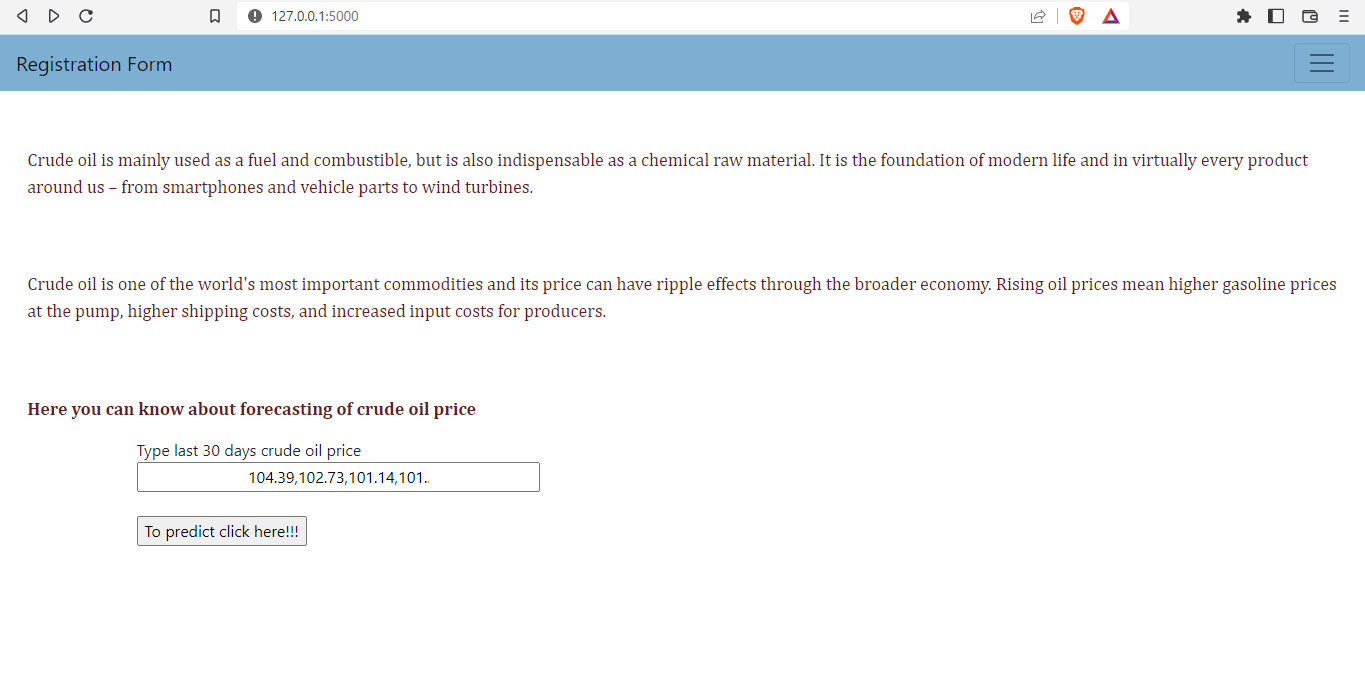 127.0.0.1:5000
Registration Form
Crude oil is mainly used as a fuel and combustible, but is also indispensable as a chemical raw material. It is the foundation of modern life and in virtually every product
around us – from smartphones and vehicle parts to wind turbines.
Crude oil is one of the world's most important commodities and its price can have ripple effects through the broader economy. Rising oil prices mean higher gasoline prices
at the pump, higher shipping costs, and increased input costs for producers.
Here you can know about forecasting of crude oil price
Type last 30 days crude oil price
104.39,102.73,101.14,101.
To predict click here!!!